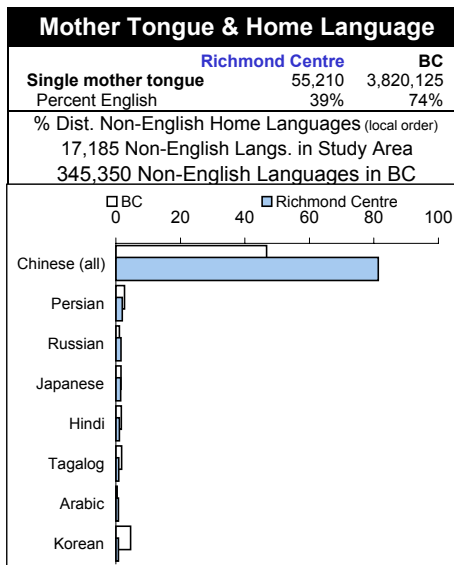 Mother Tongue & Home Language
Richmond Centre BC
Single mother tongue 55,210 3,820,125
Percent English 39% 74%
% Dist. Non-English Home Languages (local order)
17,185 Non-English Langs. in Study Area
345,350 Non-English Languages in BC
BC Richmond Centre
0 20 40 60 80 100
Chinese (all)
Persian
Russian
Japanese
Hindi
Tagalog
Arabic
Korean